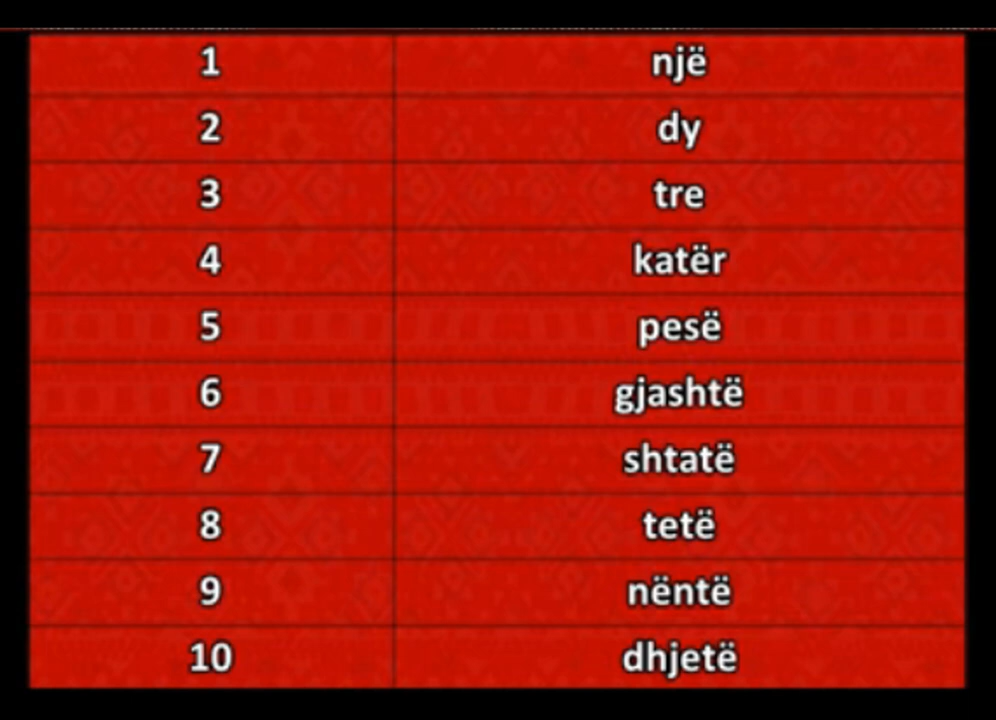 1 një
2 dy
3 tre
4 katër
5 pesë
6 gjashtë
7 shtatë
8 tetë
9 nëntë
10 dhjetë